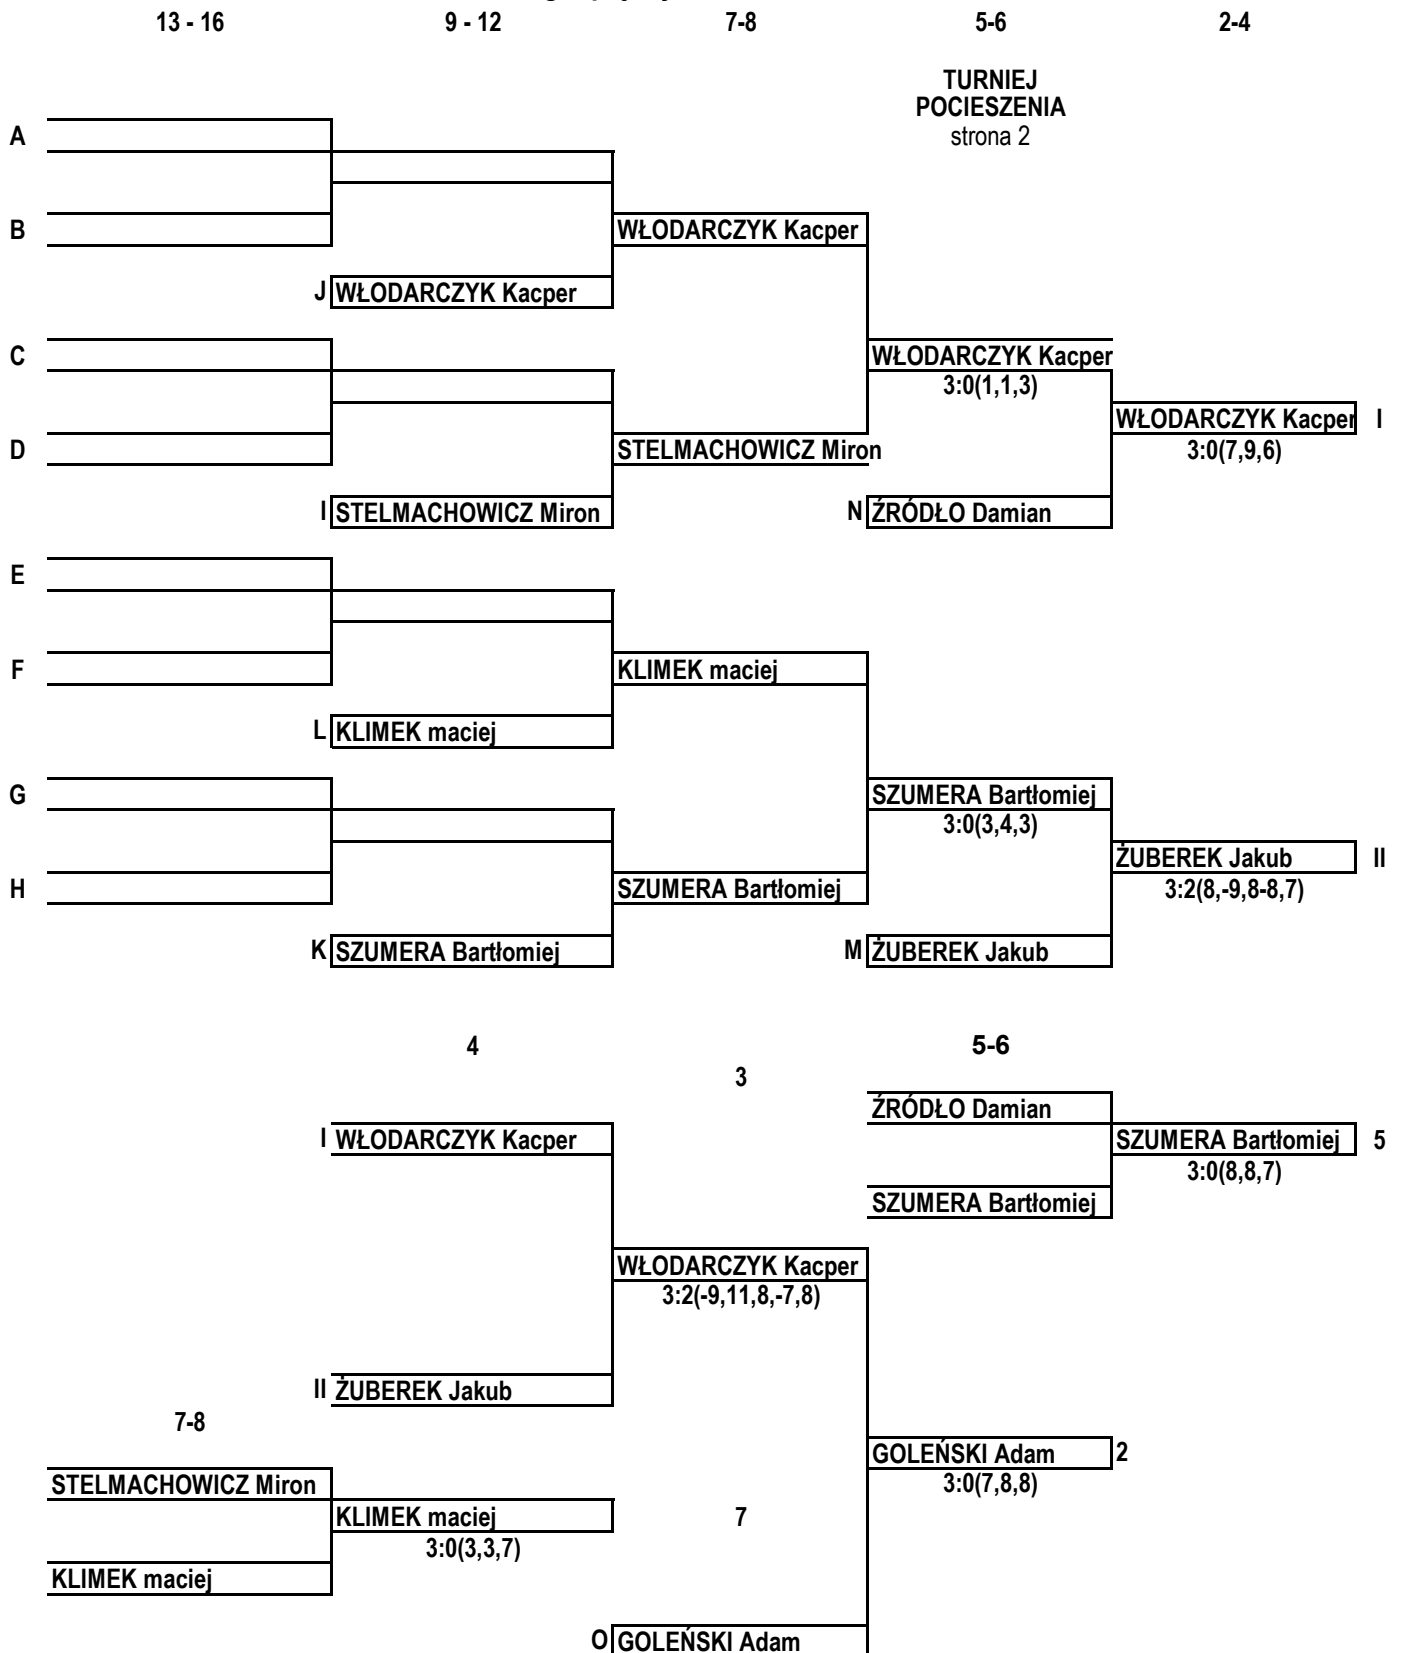 13 - 16 9 - 12 7-8 5-6 2-4
TURNIEJ
POCIESZENIA
strona 2
A
B WŁODARCZYK Kacper
J WŁODARCZYK Kacper
C WŁODARCZYK Kacper
3:0(1,1,3)
WŁODARCZYK Kacper I
D STELMACHOWICZ Miron 3:0(7,9,6)
I STELMACHOWICZ Miron N ŹRÓDŁO Damian
E
F KLIMEK maciej
L KLIMEK maciej
G SZUMERA Bartłomiej
3:0(3,4,3)
ŻUBEREK Jakub II
H SZUMERA Bartłomiej 3:2(8,-9,8-8,7)
K SZUMERA Bartłomiej M ŻUBEREK Jakub
4 5-6
3
ŹRÓDŁO Damian
I WŁODARCZYK Kacper SZUMERA Bartłomiej 5
3:0(8,8,7)
SZUMERA Bartłomiej
WŁODARCZYK Kacper
3:2(-9,11,8,-7,8)
II ŻUBEREK Jakub
7-8
GOLEŃSKI Adam 2
STELMACHOWICZ Miron 3:0(7,8,8)
KLIMEK maciej 7
3:0(3,3,7)
KLIMEK maciej
O GOLEŃSKI Adam